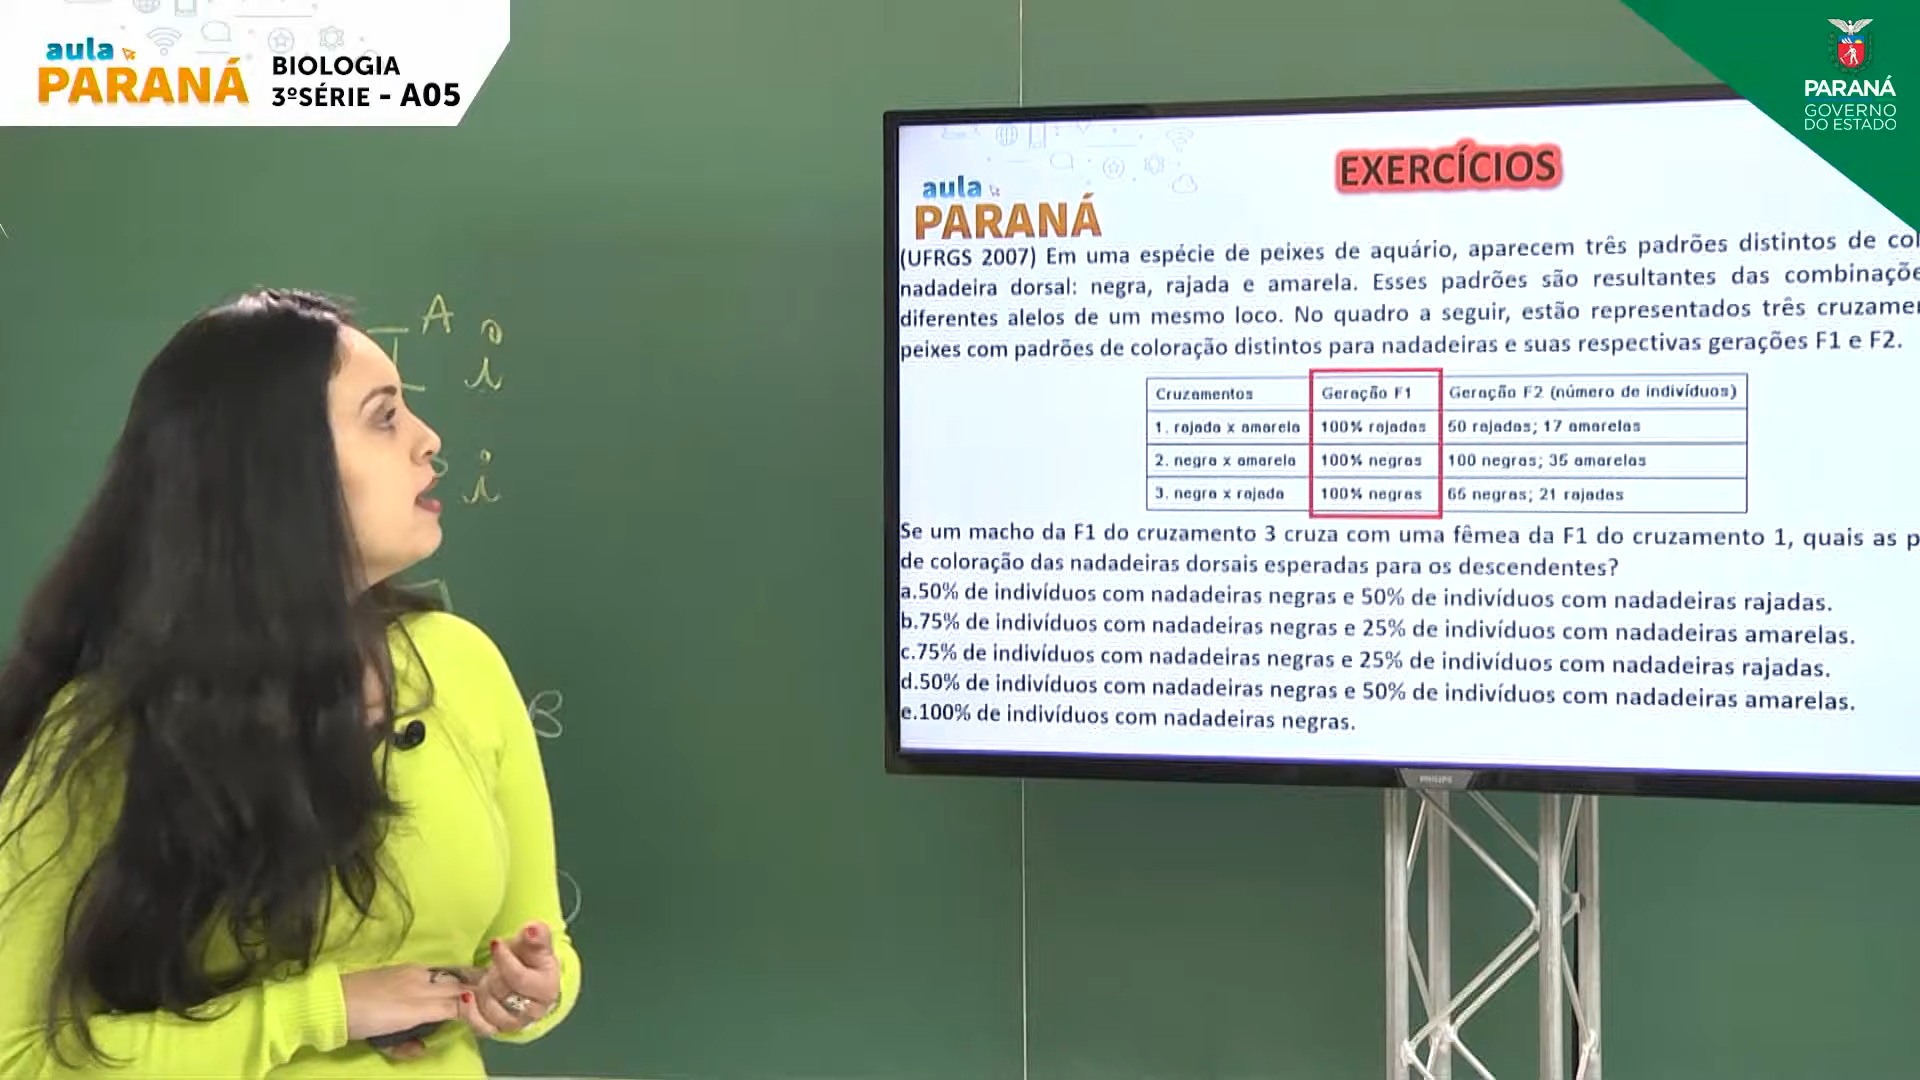 aula
PARANÁ
BIOLOGIA
3ºSÉRIE - A05
PARANÁ
GOVERNO
DO ESTADO
A
i
i
B
aula
PARANÁ
EXERCÍCIOS
(UFRGS 2007) Em uma espécie de peixes de aquário, aparecem três padrões distintos de
nadadeira dorsal: negra, rajada e amarela. Esses padrões são resultantes das
diferentes alelos de um mesmo loco. No quadro a seguir, estão representados três
peixes com padrões de coloração distintos para nadadeiras e suas respectivas gerações F1 e F2.
Cruzamentos Geração F1 Geração F2 (número de indivíduos)
1. rajada x amarela 100% rajadas 50 rajadas; 17 amarelas
2. negra x amarela 100% negras 100 negras; 35 amarelas
3. negra x rajada 100% negras 65 negras; 21 rajadas
Se um macho da F1 do cruzamento 3 cruza com uma fêmea da F1 do cruzamento 1, quais as
de coloração das nadadeiras dorsais esperadas para os descendentes?
a.50% de indivíduos com nadadeiras negras e 50% de indivíduos com nadadeiras rajadas.
b.75% de indivíduos com nadadeiras negras e 25% de indivíduos com nadadeiras amarelas.
c.75% de indivíduos com nadadeiras negras e 25% de indivíduos com nadadeiras rajadas.
d.50% de indivíduos com nadadeiras negras e 50% de indivíduos com nadadeiras amarelas.
e.100% de indivíduos com nadadeiras negras.
PHILIPS